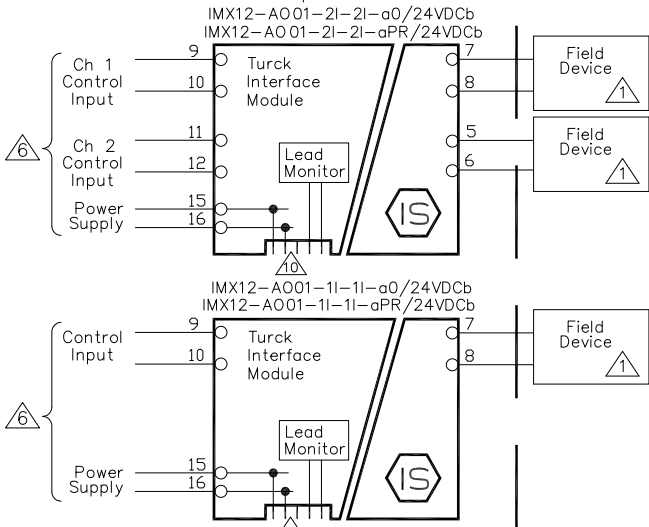 IMX12-AO01-2I-2I-a0/24VDCb
IMX12-AO01-2I-2I-aPR/24VDCb
Ch 1
Control
Input
9
10
Turck
Interface
Module
7
8
Field
Device
1
6
Ch 2
Control
Input
11
12
Lead
Monitor
5
6
Field
Device
1
Power
Supply
15
16
IS
10
IMX12-AO01-1I-1I-a0/24VDCb
IMX12-AO01-1I-1I-aPR/24VDCb
Control
Input
9
10
Turck
Interface
Module
7
8
Field
Device
1
6
Lead
Monitor
Power
Supply
15
16
IS